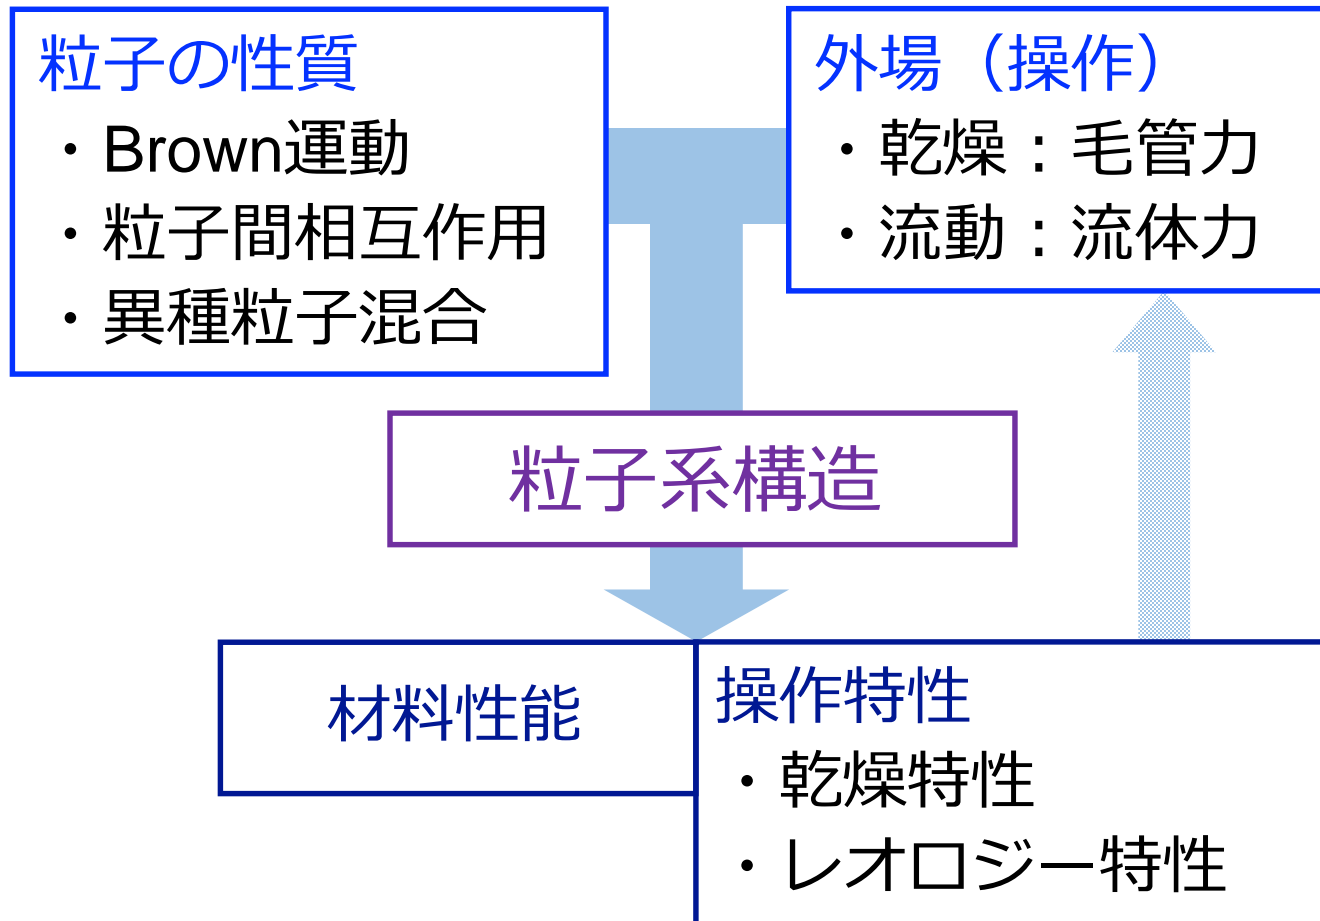 粒子の性質
・Brown運動
・粒子間相互作用
・異種粒子混合
外場（操作）
・乾燥：毛管力
・流動：流体力
粒子系構造
材料性能
操作特性
・乾燥特性
・レオロジー特性